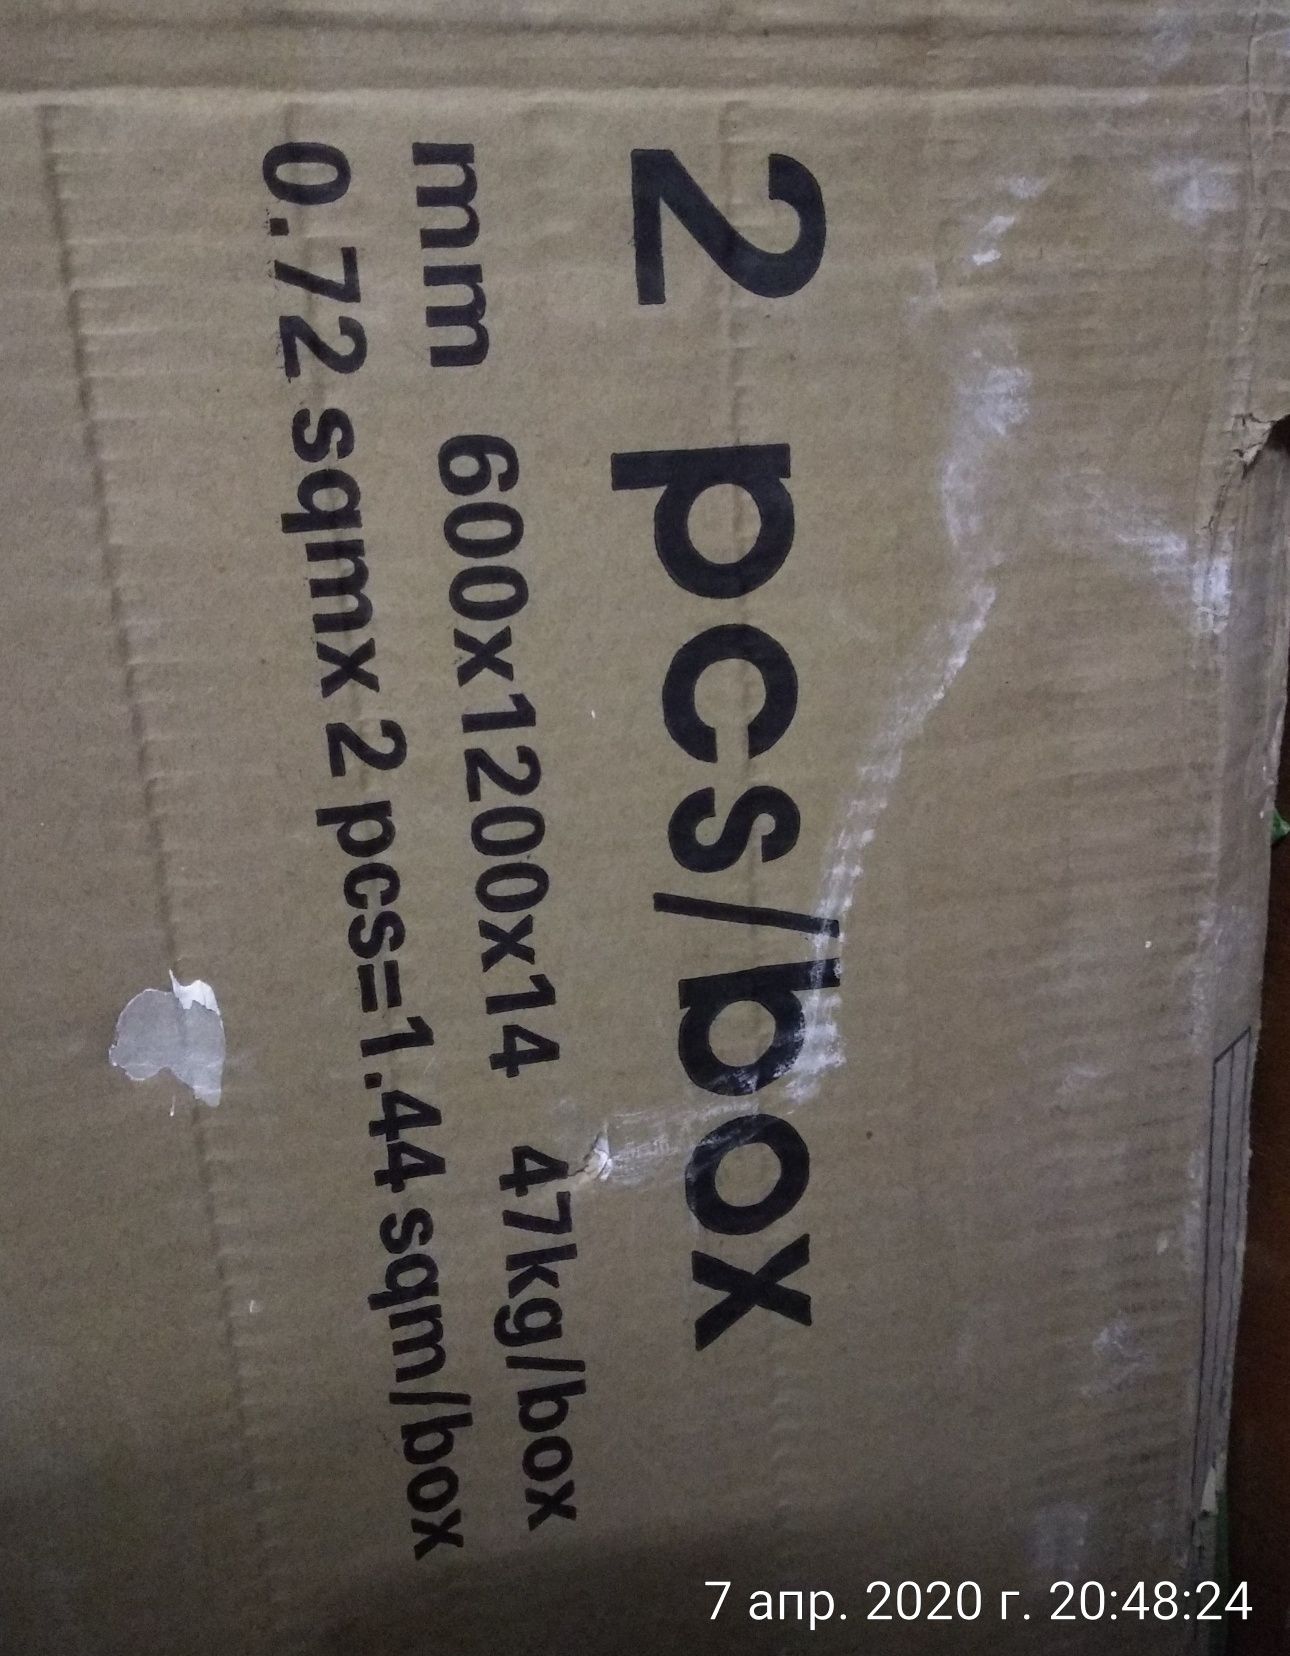 2 pcs/box
mm 600x1200x14 47kg/box
0.72 sqmx 2 pcs=1.44 sqm/box
7 апр. 2020 г. 20:48:24